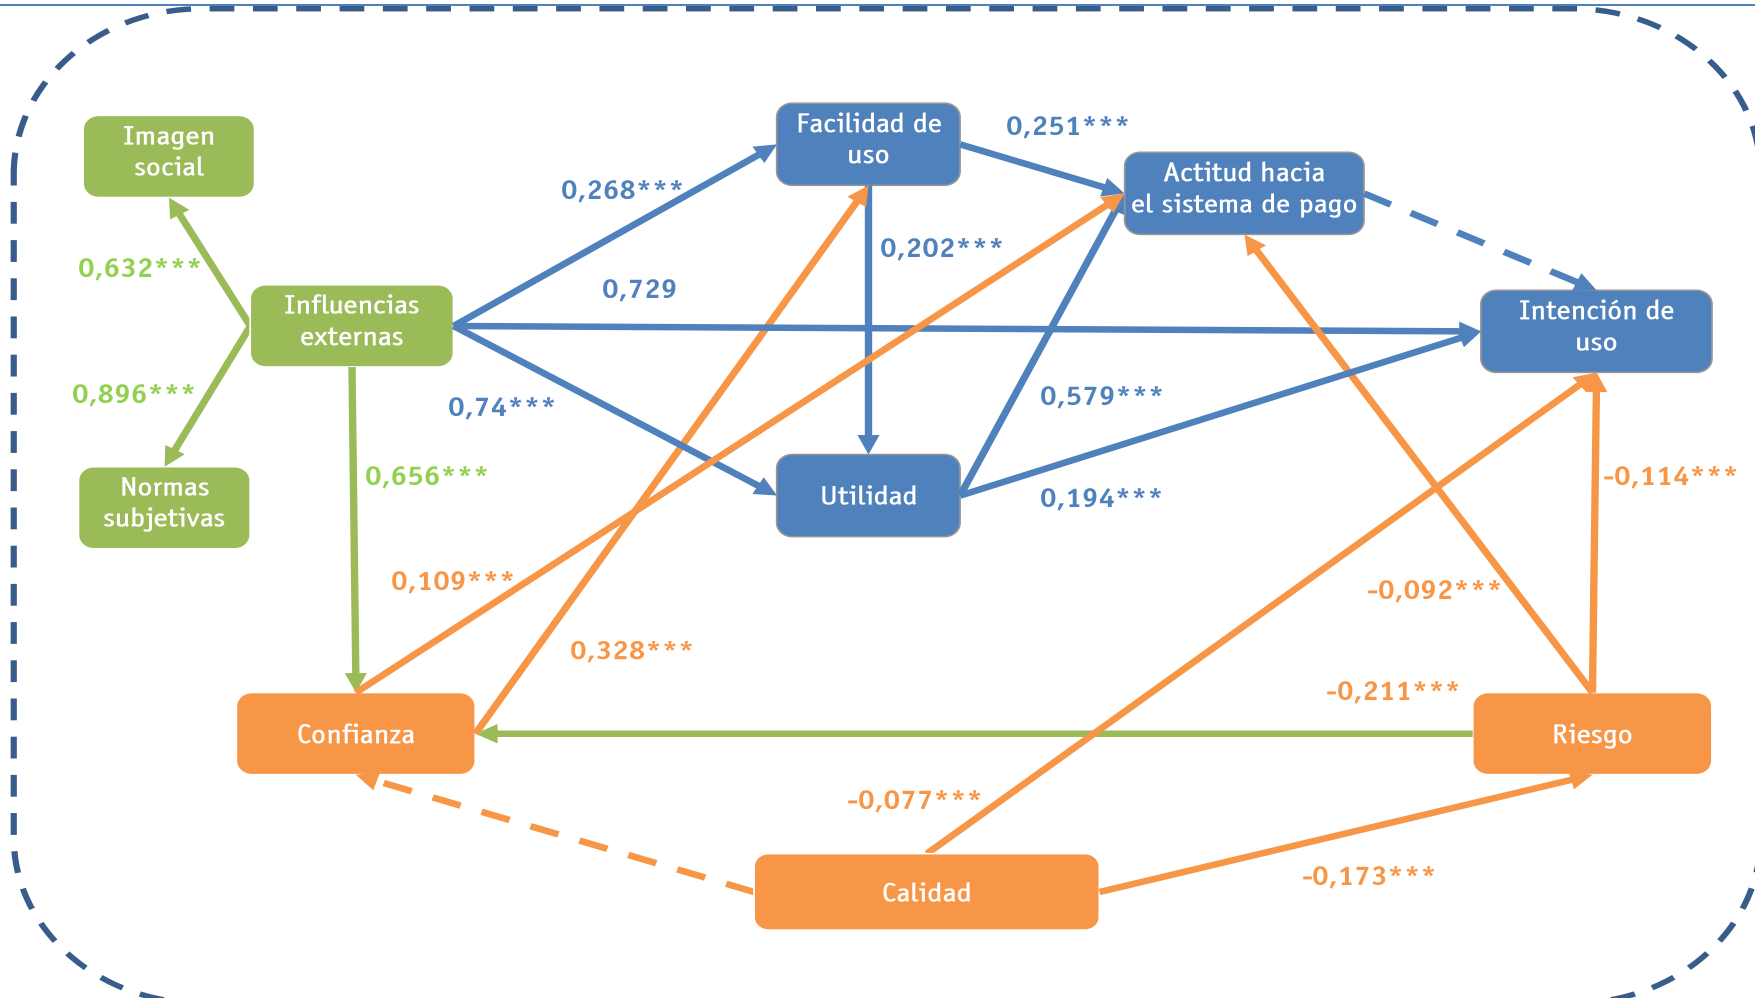 Imagen
social
Facilidad de
uso
0,251***
Actitud hacia
el sistema de pago
0,268***
0,202***
0,632***
0,729
Influencias
externas
Intención de
uso
0,896***
0,74***
0,579***
Normas
subjetivas
0,656***
Utilidad
0,194***
-0,114***
0,109***
-0,092***
0,328***
-0,211***
Confianza
Riesgo
-0,077***
Calidad
-0,173***